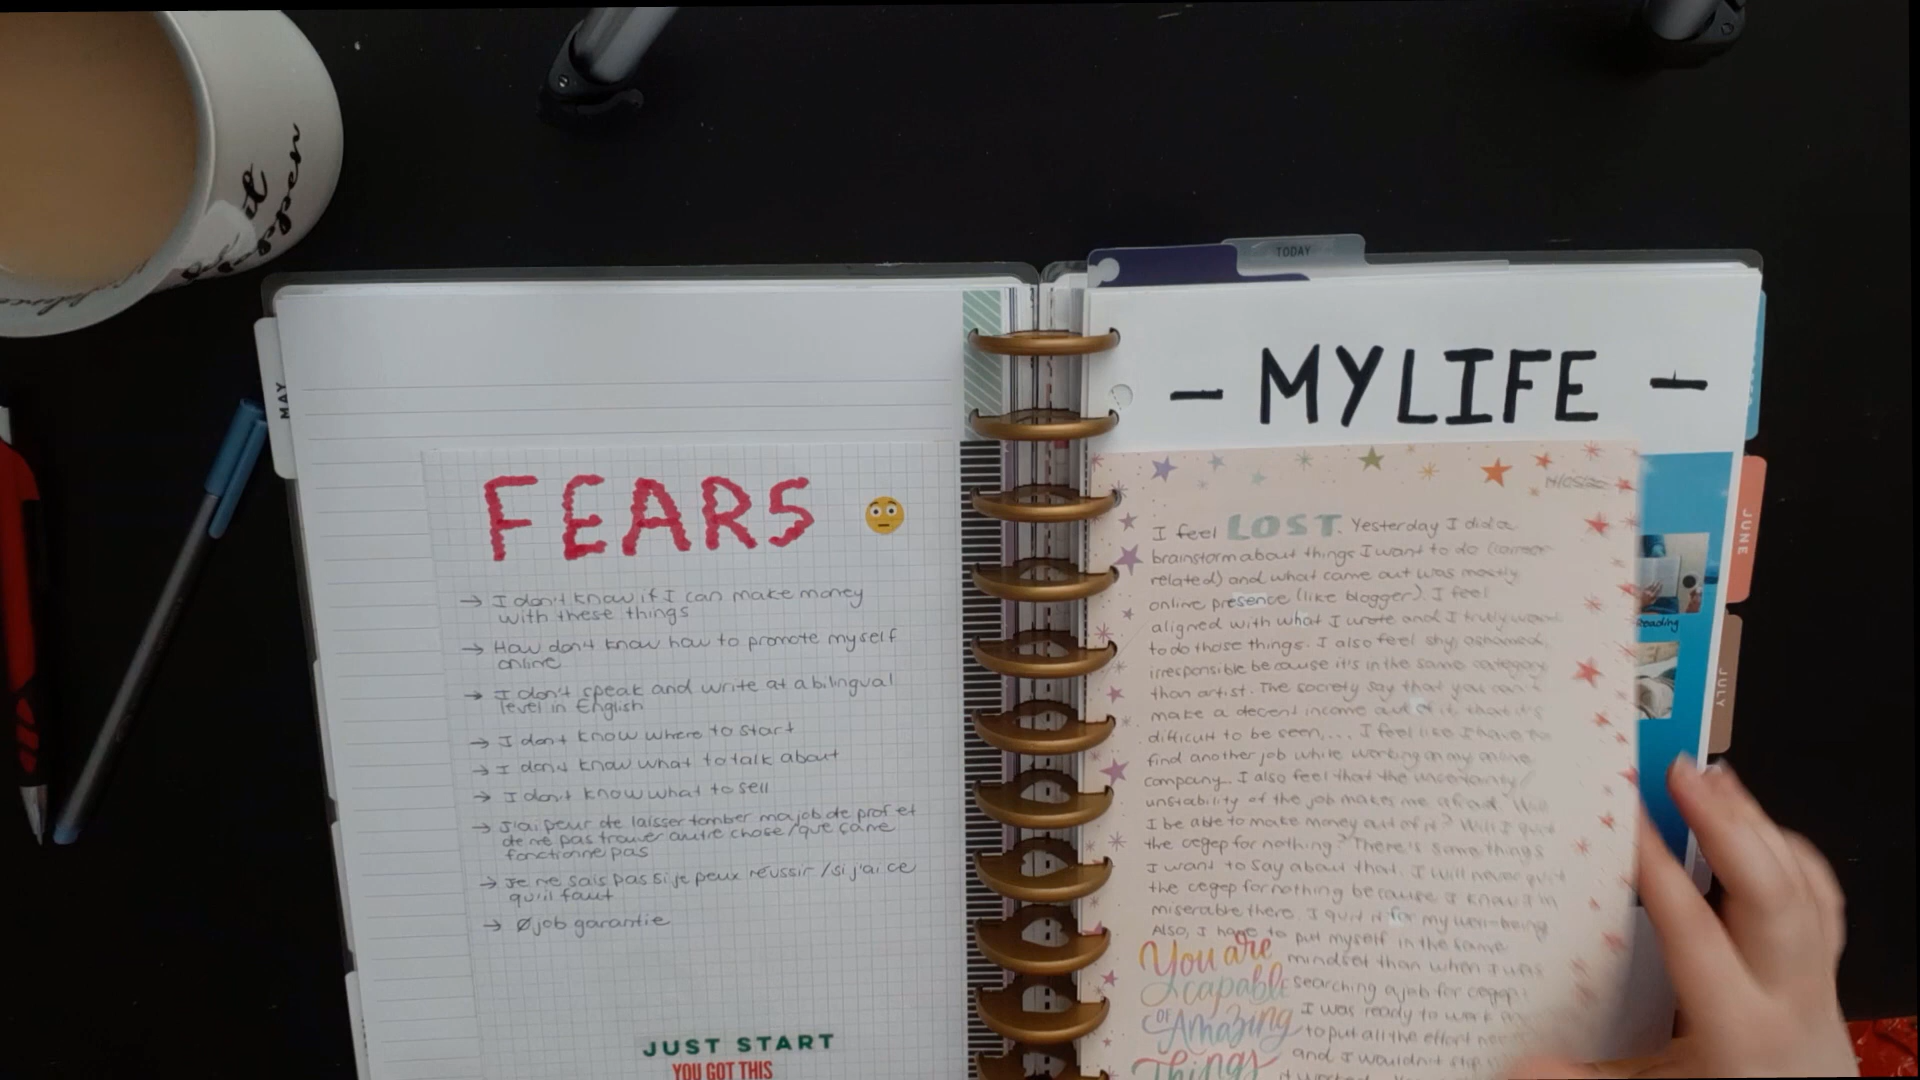 TODAY
MAY
FEARS
→ I don't know if I can make money
with these things
→ How don't know how to promote myself
online
→ I don't speak and write at a bilingual
level in English
→ I don't know where to start
→ I don't know what to talk about
→ I don't know what to sell
→ J'ai peur de laisser tomber ma job de prof et
de ne pas trouver autre chose / que ça ne
fonctionne pas
→ Je ne sais pas si je peux réussir / si j'ai ce
qu'il faut
→ Ø job garantie
JUST START
YOU GOT THIS
- MY LIFE -
I feel LOST. Yesterday I did a
brainstorm about things I want to do (career
related) and what came out was mostly
online presence (like blogger). I feel
aligned with what I wrote and I truly want
to do those things. I also feel shy, ashamed,
irresponsible because it's in the same category
than artist. The society say that you can't
make a decent income out of it, that it's
difficult to be seen,... I feel like I have to
find another job while working on my online
company... I also feel that the uncertainty/
unstability of the job makes me afraid. Will
I be able to make money out of it? Will I quit
the cegep for nothing? There's some things
I want to say about that. I will never quit
the cegep for nothing because I know I'm
miserable there. I quit it for my well-being
Also, I have to put myself in the same
mindset than when I was
searching a job for cegep:
I was ready to work
to put all the effort
and I wouldn't stop
You are
capable
OF Amazing
Things
JUNE
Reading
JULY